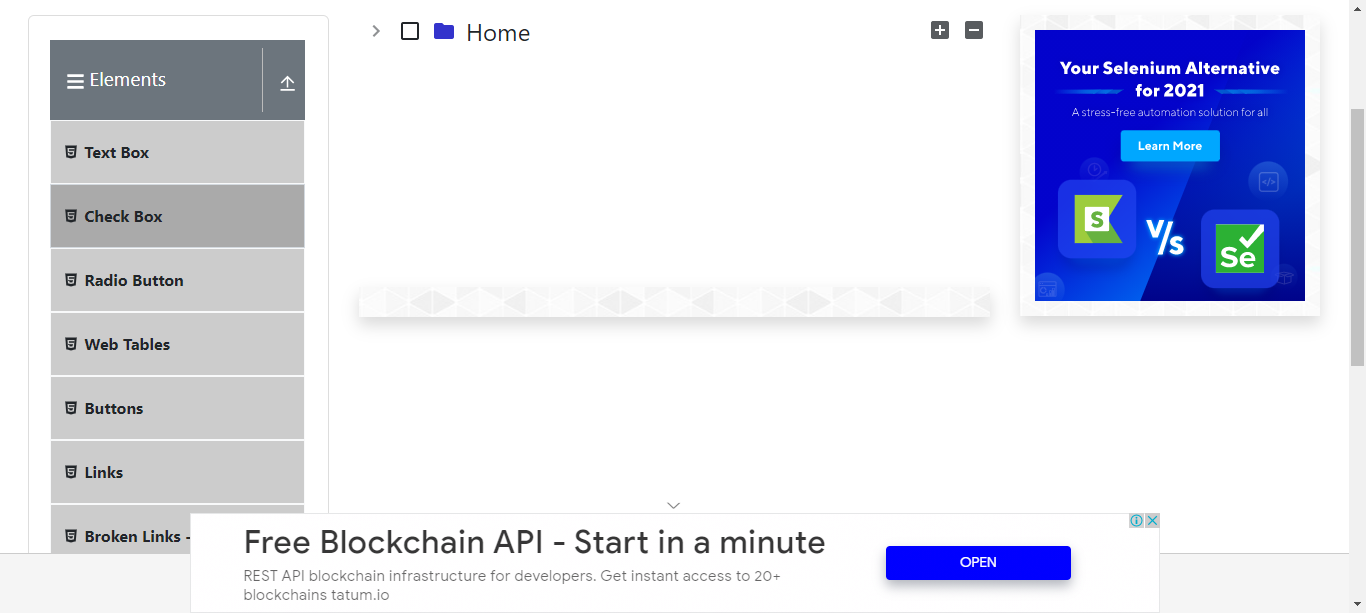 Elements
Text Box
Check Box
Radio Button
Web Tables
Buttons
Links
Broken Links -
Home
Your Selenium Alternative
for 2021
A stress-free automation solution for all
Learn More
S
V/S
Se
Free Blockchain API - Start in a minute
REST API blockchain infrastructure for developers. Get instant access to 20+
blockchains tatum.io
OPEN